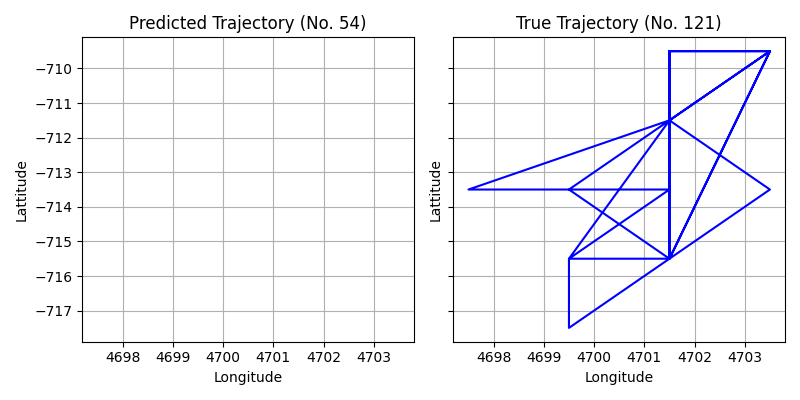 Predicted Trajectory (No. 54)
True Trajectory (No. 121)
Lattitude
−710
−711
−712
−713
−714
−715
−716
−717
4698 4699 4700 4701 4702 4703
Longitude
Lattitude
4698 4699 4700 4701 4702 4703
Longitude